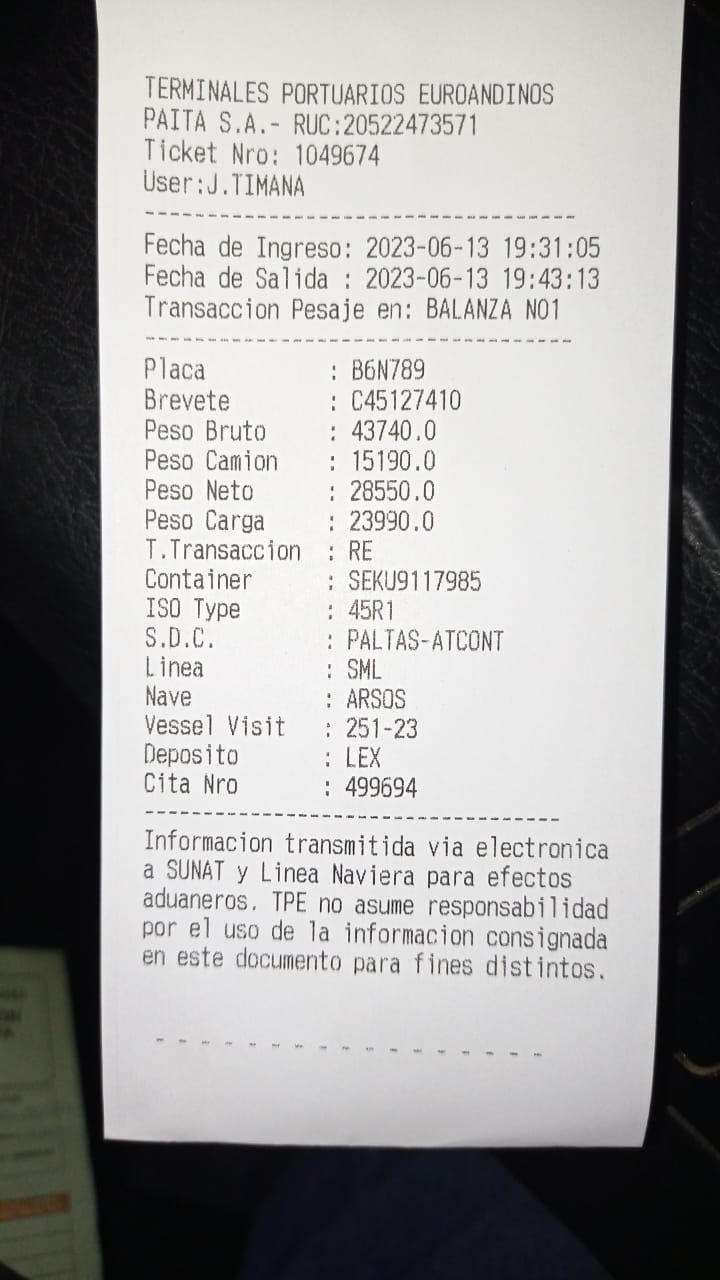 TERMINALES PORTUARIOS EUROANDINOS
PAITA S.A.- RUC:20522473571
Ticket Nro: 1049674
User:J.TIMANA
----------------------------------
Fecha de Ingreso: 2023-06-13 19:31:05
Fecha de Salida : 2023-06-13 19:43:13
Transaccion Pesaje en: BALANZA NO1
----------------------------------
Placa : B6N789
Brevete : C45127410
Peso Bruto : 43740.0
Peso Camion : 15190.0
Peso Neto : 28550.0
Peso Carga : 23990.0
T.Transaccion : RE
Container : SEKU9117985
ISO Type : 45R1
S.D.C. : PALTAS-ATCONT
Linea : SML
Nave : ARSOS
Vessel Visit : 251-23
Deposito : LEX
Cita Nro : 499694
----------------------------------
Informacion transmitida via electronica
a SUNAT y Linea Naviera para efectos
aduaneros. TPE no asume responsabilidad
por el uso de la informacion consignada
en este documento para fines distintos.
- - - - - - - - - - - - - - - - -